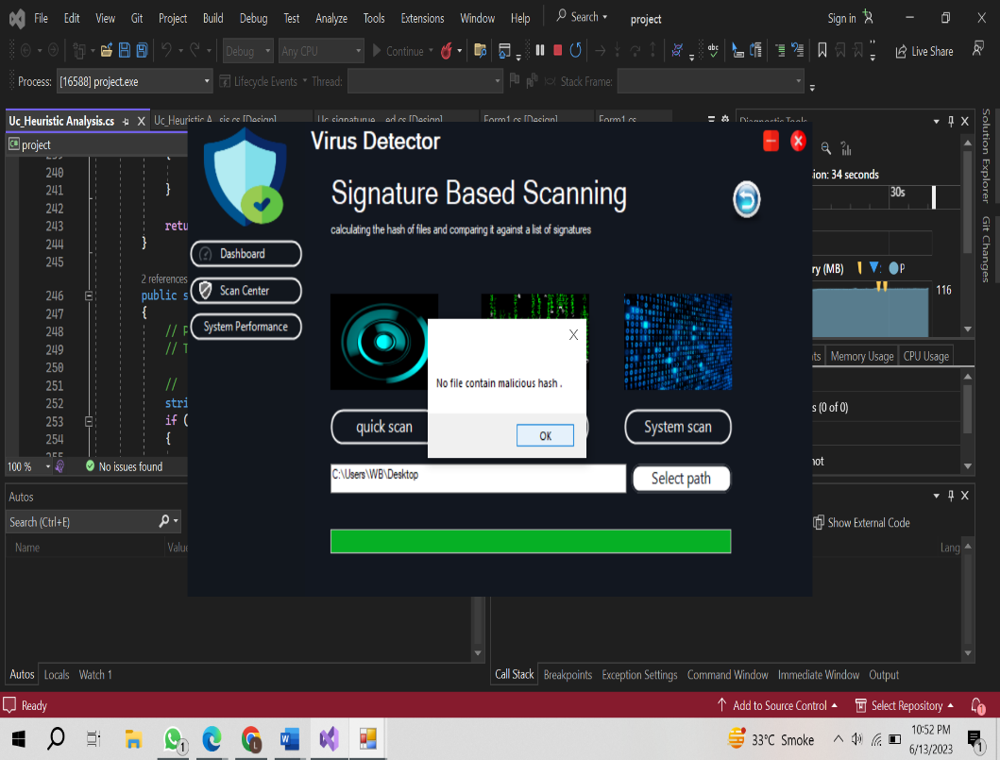 File Edit View Git Project Build Debug Test Analyze Tools Extensions Window Help Search project Sign in
Debug Any CPU Continue Live Share
Process: [16588] project.exe Lifecycle Events Thread: Stack Frame:
Uc_Heuristic Analysis.cs Uc_Heuristic A...sis.cs [Design] Form1.cs [Design] Form1.cs Diagnostic Tools
project
Virus Detector
Signature Based Scanning
calculating the hash of files and comparing it against a list of signatures
Dashboard
Scan Center
System Performance
240
241 }
242
243 retu
244 }
245
2 references
246 public s
247 {
248 // P
249 // T
250
251 //
252 stri
253 if (
254 {
255
ion: 34 seconds
30s
ry (MB) P
116
ts Memory Usage CPU Usage
s (0 of 0)
hot
No file contain malicious hash .
OK
quick scan
System scan
C:\Users\WB\Desktop
Select path
100 % No issues found
Autos
Search (Ctrl+E)
Name Value
Show External Code
Lang
Autos Locals Watch 1
Call Stack Breakpoints Exception Settings Command Window Immediate Window Output
Ready Add to Source Control Select Repository 1
33°C Smoke
10:52 PM
6/13/2023
Solution Explorer
Git Changes